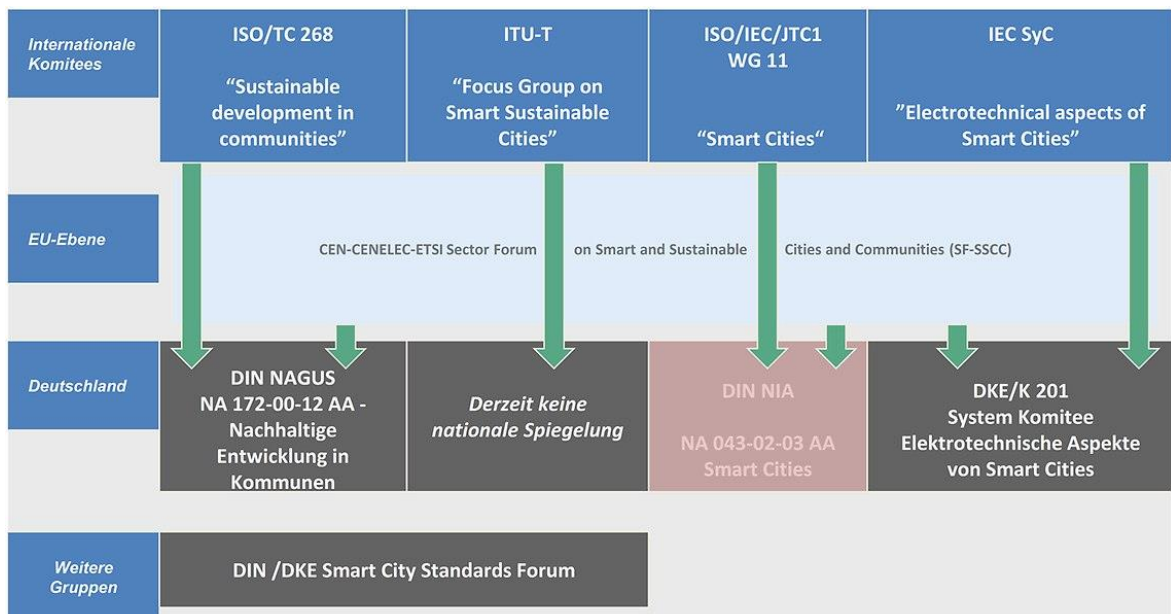 Internationale
Komitees
ISO/TC 268
“Sustainable
development in
communities”
ITU-T
“Focus Group on
Smart Sustainable
Cities”
ISO/IEC/JTC1
WG 11
“Smart Cities“
IEC SyC
”Electrotechnical aspects of
Smart Cities”
EU-Ebene
CEN-CENELEC-ETSI Sector Forum on Smart and Sustainable Cities and Communities (SF-SSCC)
Deutschland
DIN NAGUS
NA 172-00-12 AA -
Nachhaltige
Entwicklung in
Kommunen
Derzeit keine
nationale Spiegelung
DIN NIA
NA 043-02-03 AA
Smart Cities
DKE/K 201
System Komitee
Elektrotechnische Aspekte
von Smart Cities
Weitere
Gruppen
DIN /DKE Smart City Standards Forum